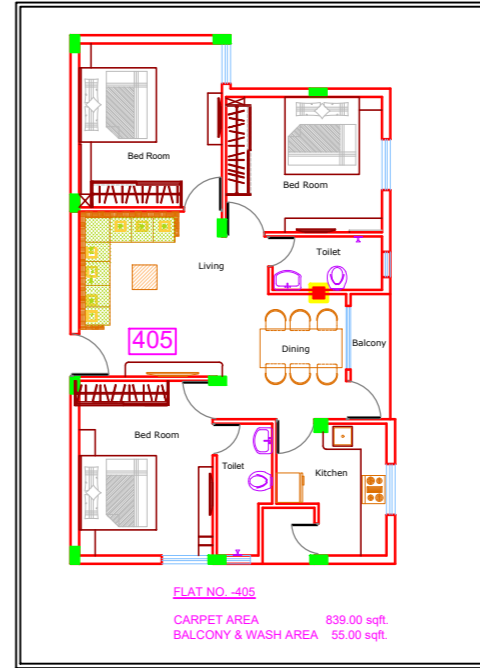 Bed Room
Bed Room
Living
Toilet
405
Dining
Balcony
Bed Room
Toilet
Kitchen
FLAT NO. -405
CARPET AREA 839.00 sqft.
BALCONY & WASH AREA 55.00 sqft.